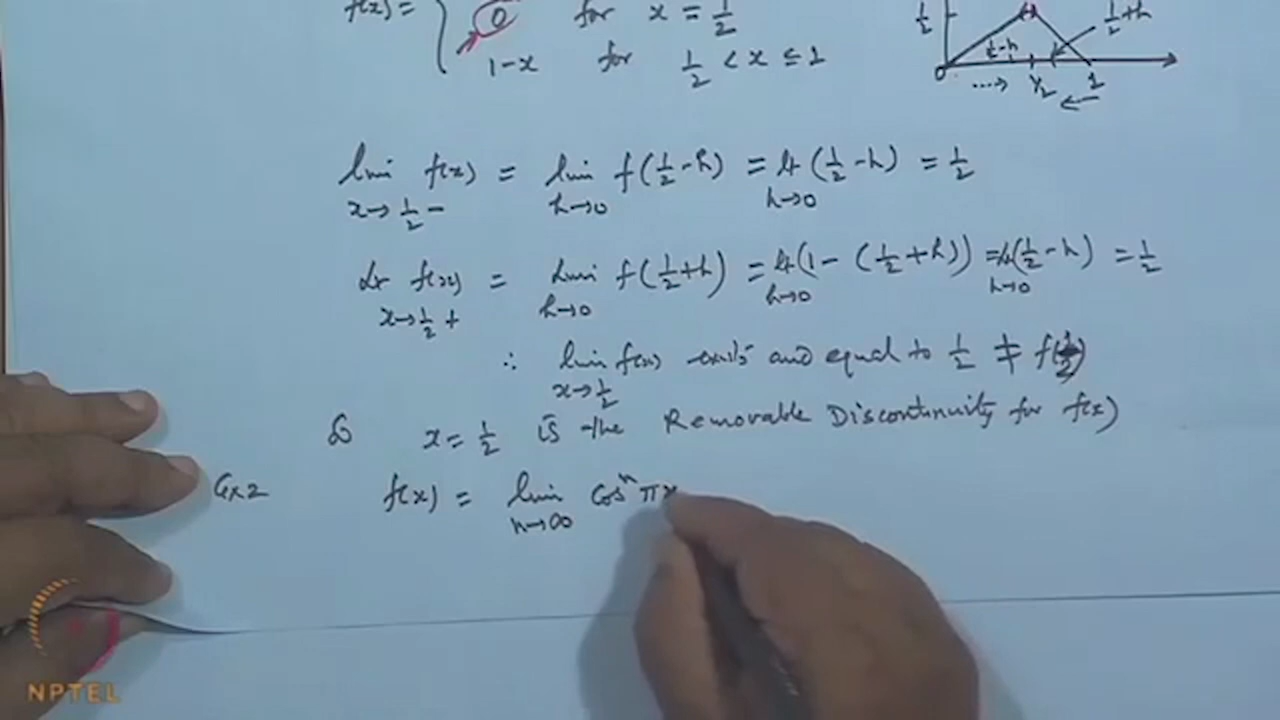 f(x) = { 0 for x = 1/2
1-x for 1/2 < x ≤ 1
1/2
1/2-h
1/2+h
0 ····> 1/2 1
lim f(x) = lim f(1/2-h) = lt (1/2-h) = 1/2
x→1/2- h→0 h→0
Lt f(x) = lim f(1/2+h) = lt (1-(1/2+h)) = lt (1/2-h) = 1/2
x→1/2+ h→0 h→0 h→0
∴ lim f(x) exists and equal to 1/2 ≠ f(1/2)
x→1/2
So x = 1/2 is the Removable Discontinuity for f(x)
Ex2 f(x) = lim cosⁿ πx
n→∞
NPTEL